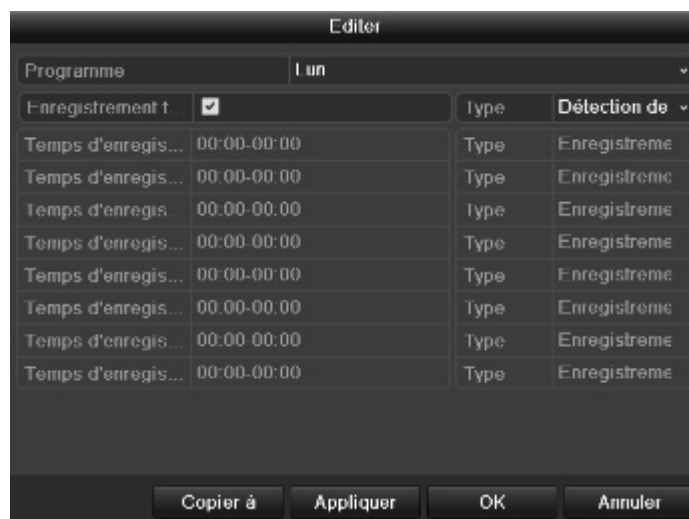 Editer
Programme Lun
Enregistrement t... ✔ Type Détection de
Temps d'enregis... 00:00-00:00 Type Enregistreme
Temps d'enregis... 00:00-00:00 Type Enregistreme
Temps d'enregis... 00:00-00:00 Type Enregistreme
Temps d'enregis... 00:00-00:00 Type Enregistreme
Temps d'enregis... 00:00-00:00 Type Enregistreme
Temps d'enregis... 00:00-00:00 Type Enregistreme
Temps d'enregis... 00:00-00:00 Type Enregistreme
Temps d'enregis... 00:00-00:00 Type Enregistreme
Copier à Appliquer OK Annuler